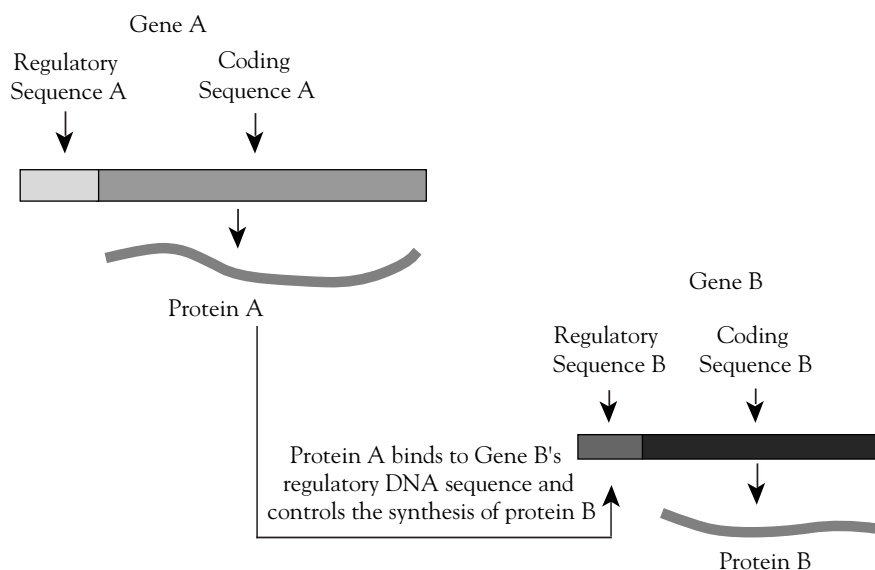 Gene A
Regulatory
Sequence A
Coding
Sequence A
Protein A
Gene B
Regulatory
Sequence B
Coding
Sequence B
Protein A binds to Gene B's
regulatory DNA sequence and
controls the synthesis of protein B
Protein B